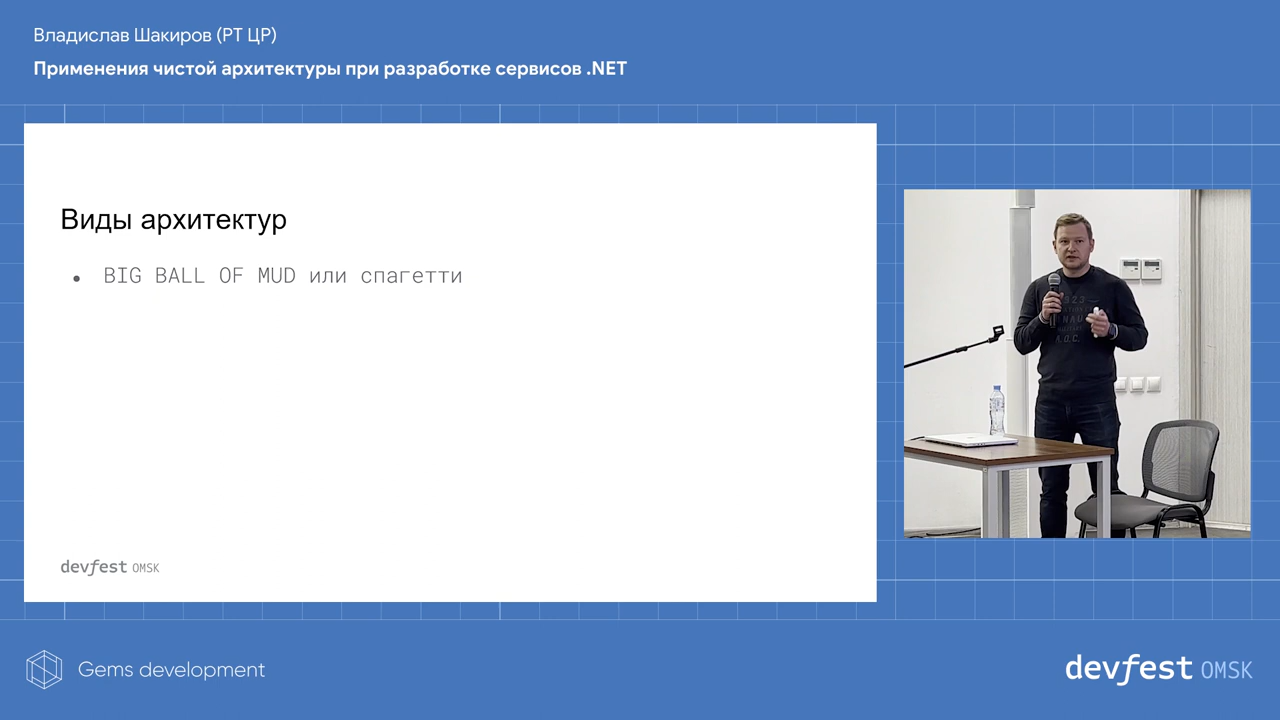 Владислав Шакиров (РТ ЦР)
Применения чистой архитектуры при разработке сервисов .NET
Виды архитектур
• BIG BALL OF MUD или спагетти
devfest OMSK
Gems development
devfest OMSK